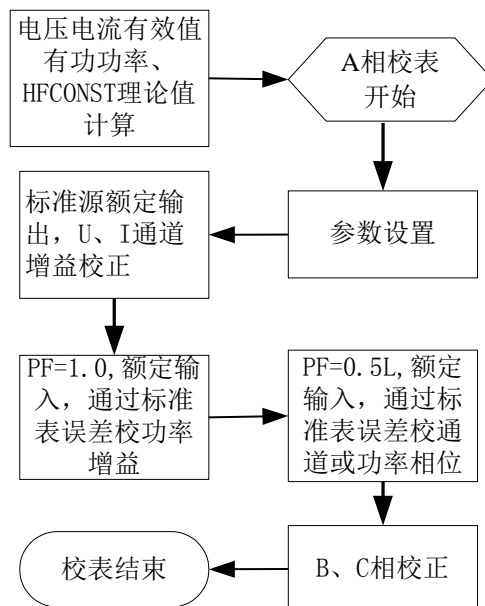 电压电流有效值
有功功率、
HFCONST理论值
计算
A相校表
开始
参数设置
标准源额定输
出，U、I通道
增益校正
PF=1.0,额定输
入，通过标准
表误差校功率
增益
PF=0.5L,额定
输入，通过标
准表误差校通
道或功率相位
B、C相校正
校表结束